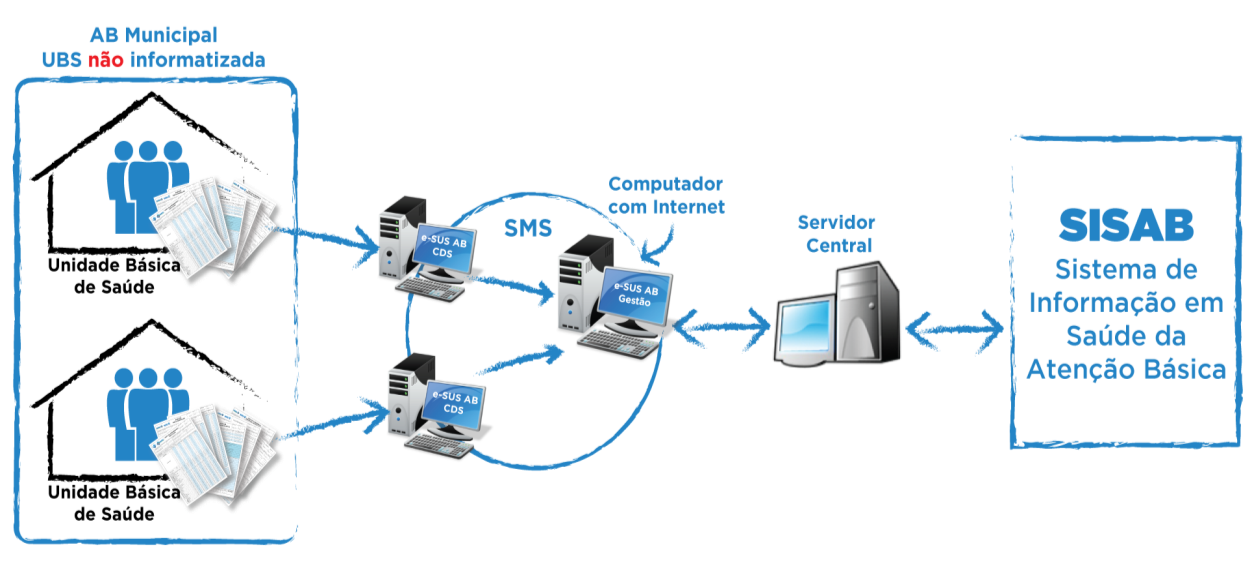 AB Municipal
UBS não informatizada
Unidade Básica
de Saúde
Unidade Básica
de Saúde
e-SUS AB
CDS
e-SUS AB
CDS
SMS
e-SUS AB
Gestão
Computador
com Internet
Servidor
Central
SISAB
Sistema de
Informação em
Saúde da
Atenção Básica